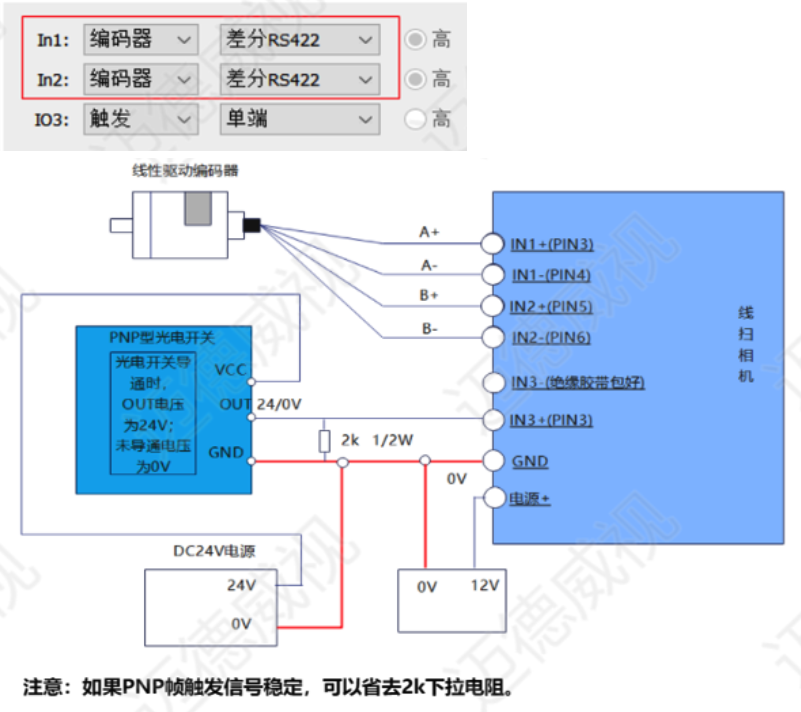 In1: 编码器 差分RS422 高
In2: 编码器 差分RS422 高
IO3: 触发 单端 高
线性驱动编码器
A+ IN1+(PIN3)
A- IN1-(PIN4)
B+ IN2+(PIN5)
B- IN2-(PIN6)
线扫相机
PNP型光电开关
光电开关导
通时，
OUT电压
为24V;
未导通电压
为0V
VCC
OUT 24/0V
GND
IN3-(绝缘胶带包好)
IN3+(PIN3)
2k 1/2W
GND
0V
电源+
DC24V电源
24V
0V
0V 12V
注意：如果PNP帧触发信号稳定，可以省去2k下拉电阻。
迈德威视